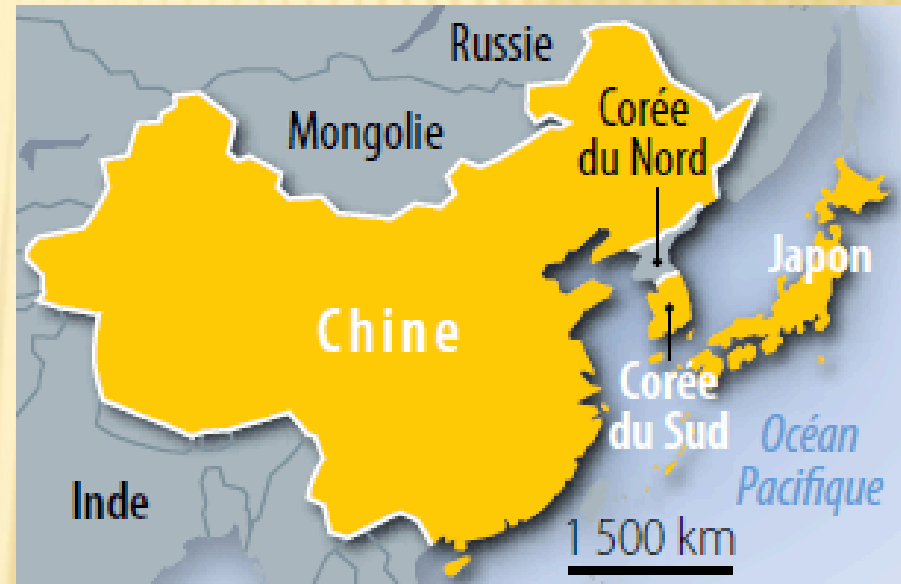 Russie
Mongolie
Corée
du Nord
Japon
Chine
Corée
du Sud
Océan
Pacifique
Inde
1 500 km